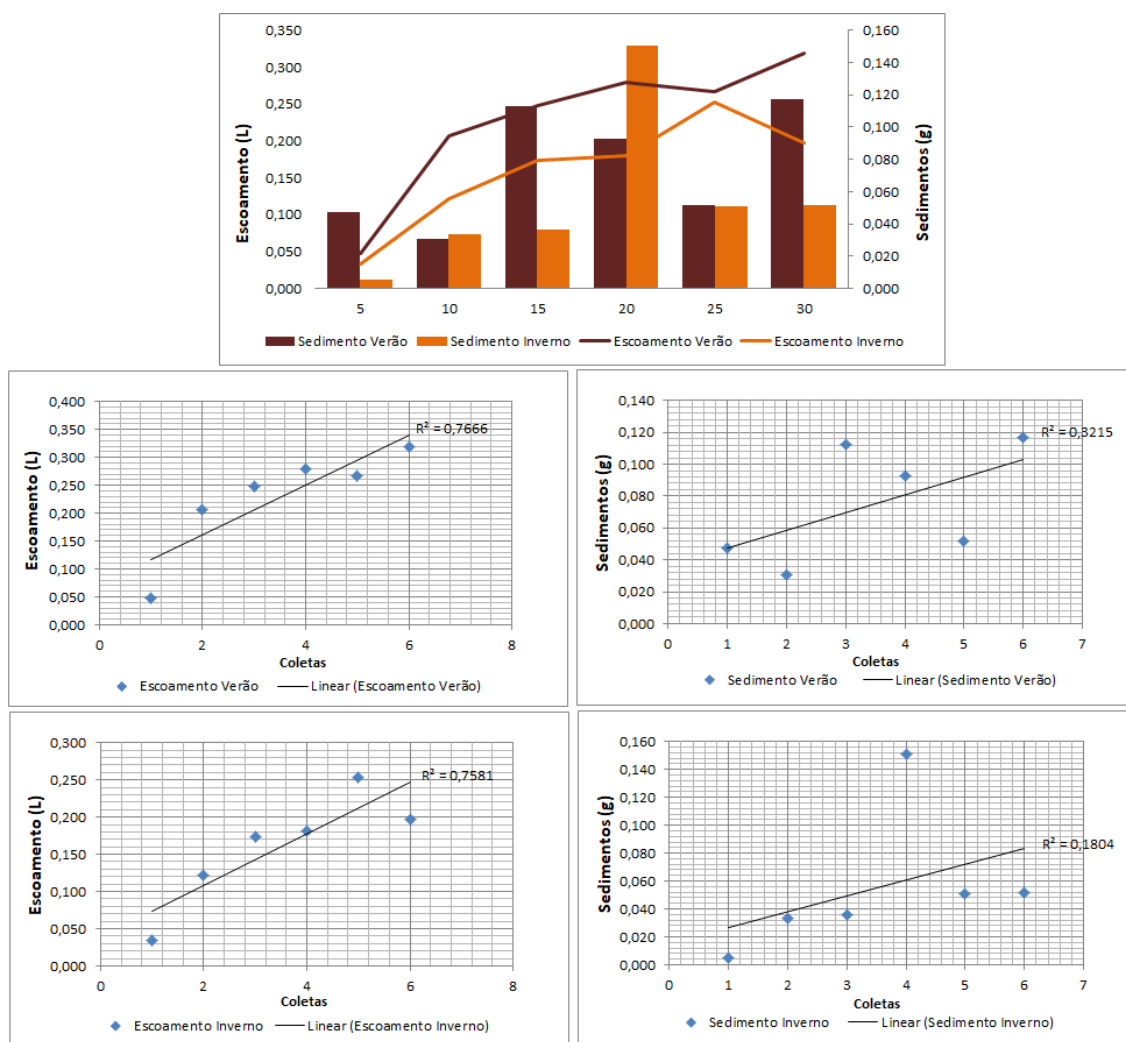 0,350
0,300
0,250
0,200
0,150
0,100
0,050
0,000
Escoamento (L)
0,160
0,140
0,120
0,100
0,080
0,060
0,040
0,020
0,000
Sedimentos (g)
5 10 15 20 25 30
Sedimento Verão Sedimento Inverno Escoamento Verão Escoamento Inverno
0,400
0,350
0,300
0,250
0,200
0,150
0,100
0,050
0,000
Escoamento (L)
R² = 0,7666
0 2 4 6 8
Coletas
Escoamento Verão Linear (Escoamento Verão)
0,140
0,120
0,100
0,080
0,060
0,040
0,020
0,000
Sedimentos (g)
R² = 0,3215
0 1 2 3 4 5 6 7
Coletas
Sedimento Verão Linear (Sedimento Verão)
0,300
0,250
0,200
0,150
0,100
0,050
0,000
Escoamento (L)
R² = 0,7581
0 2 4 6 8
Coletas
Escoamento Inverno Linear (Escoamento Inverno)
0,160
0,140
0,120
0,100
0,080
0,060
0,040
0,020
0,000
Sedimentos (g)
R² = 0,1804
0 1 2 3 4 5 6 7
Coletas
Sedimento Inverno Linear (Sedimento Inverno)